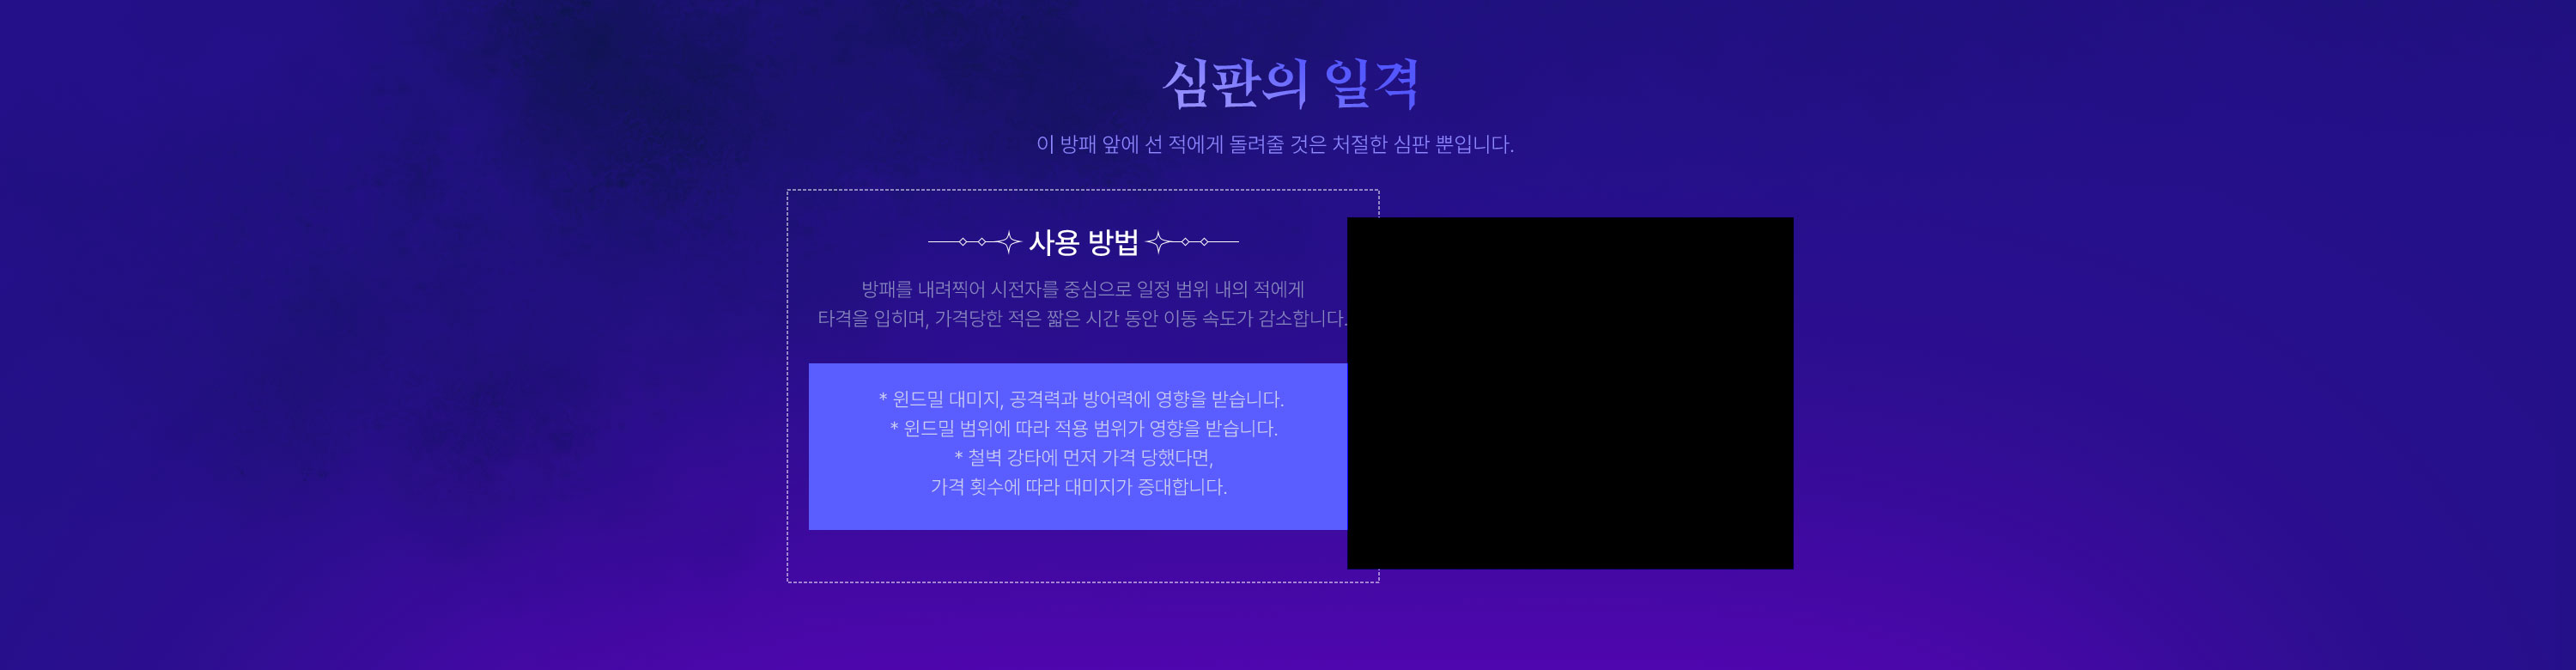 심판의 일격
이 방패 앞에 선 적에게 돌려줄 것은 처절한 심판 뿐입니다.
사용 방법
방패를 내려찍어 시전자를 중심으로 일정 범위 내의 적에게
타격을 입히며, 가격당한 적은 짧은 시간 동안 이동 속도가 감소합니다.
* 윈드밀 대미지, 공격력과 방어력에 영향을 받습니다.
* 윈드밀 범위에 따라 적용 범위가 영향을 받습니다.
* 철벽 강타에 먼저 가격 당했다면,
가격 횟수에 따라 대미지가 증대합니다.